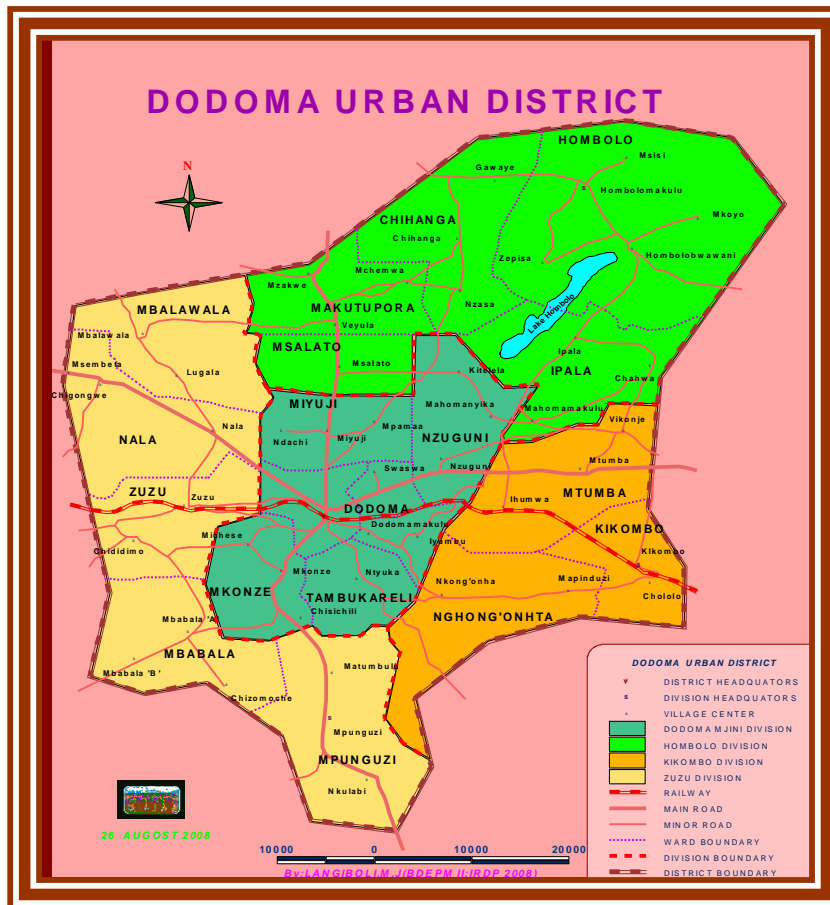 DODOMA URBAN DISTRICT
N
HOMBOLO
Msisi
Gawaye
Hombolomakulu
CHIHANGA
Mkoyo
Chihanga
Hombolobwawani
Zepisa
Mchemwa
Mzakwe
Nzasa
MBALAWALA
MAKUTUPORA
Lake Hombolo
Veyula
Mbalawala
MSALATO
Ipala
Msembeta
Msalato
Lugala
Kitelela
IPALA
Chahwa
Chigongwe
MIYUJI
Mahomanyika
Mahomamakulu
Vikonje
Mpamaa
Nala
NALA
Ndachi
Miyuji
NZUGUNI
Mtumba
Swaswa
Nzuguni
ZUZU
Zuzu
MTUMBA
Ihumwa
DODOMA
Dodomamakulu
KIKOMBO
Michese
Iyumbu
Chididimo
Kikombo
Mkonze
Ntyuka
Nkong'onha
Mapinduzi
MKONZE
Chololo
TAMBUKARELI
Chisichili
NGHONG'ONHTA
Mbabala 'A'
MBABALA
Mbabala 'B'
Matumbulu
Chizomoche
Mpunguzi
MPUNGUZI
Nkulabi
DODOMA URBAN DISTRICT
DISTRICT HEADQUATORS
DIVISION HEADQUATORS
VILLAGE CENTER
DODOMA MJINI DIVISION
HOMBOLO DIVISION
KIKOMBO DIVISION
ZUZU DIVISION
RAILWAY
MAIN ROAD
MINOR ROAD
WARD BOUNDARY
DIVISION BOUNDARY
DISTRICT BOUNDARY
26 AUGOST 2008
10000 0 10000 20000
By:LANGIBOLI.M.J(BDEPM II;IRDP 2008)